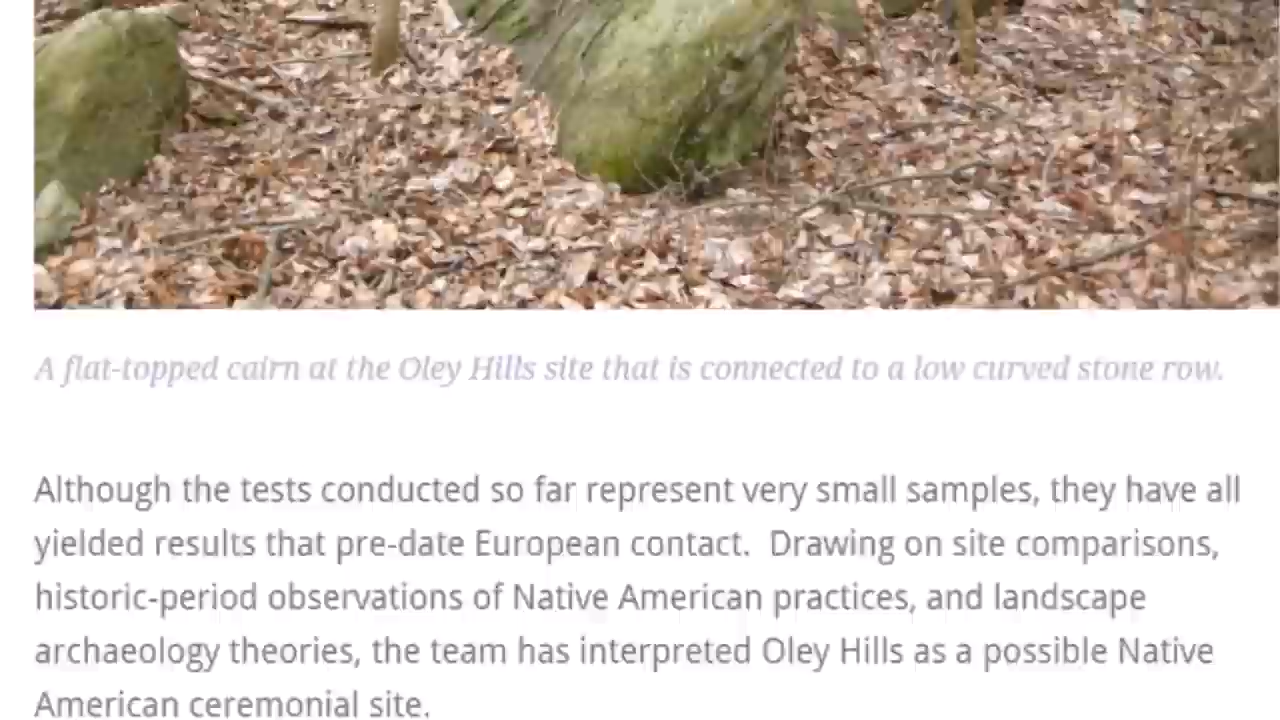 A flat-topped cairn at the Oley Hills site that is connected to a low curved stone row.
Although the tests conducted so far represent very small samples, they have all
yielded results that pre-date European contact.  Drawing on site comparisons,
historic-period observations of Native American practices, and landscape
archaeology theories, the team has interpreted Oley Hills as a possible Native
American ceremonial site.